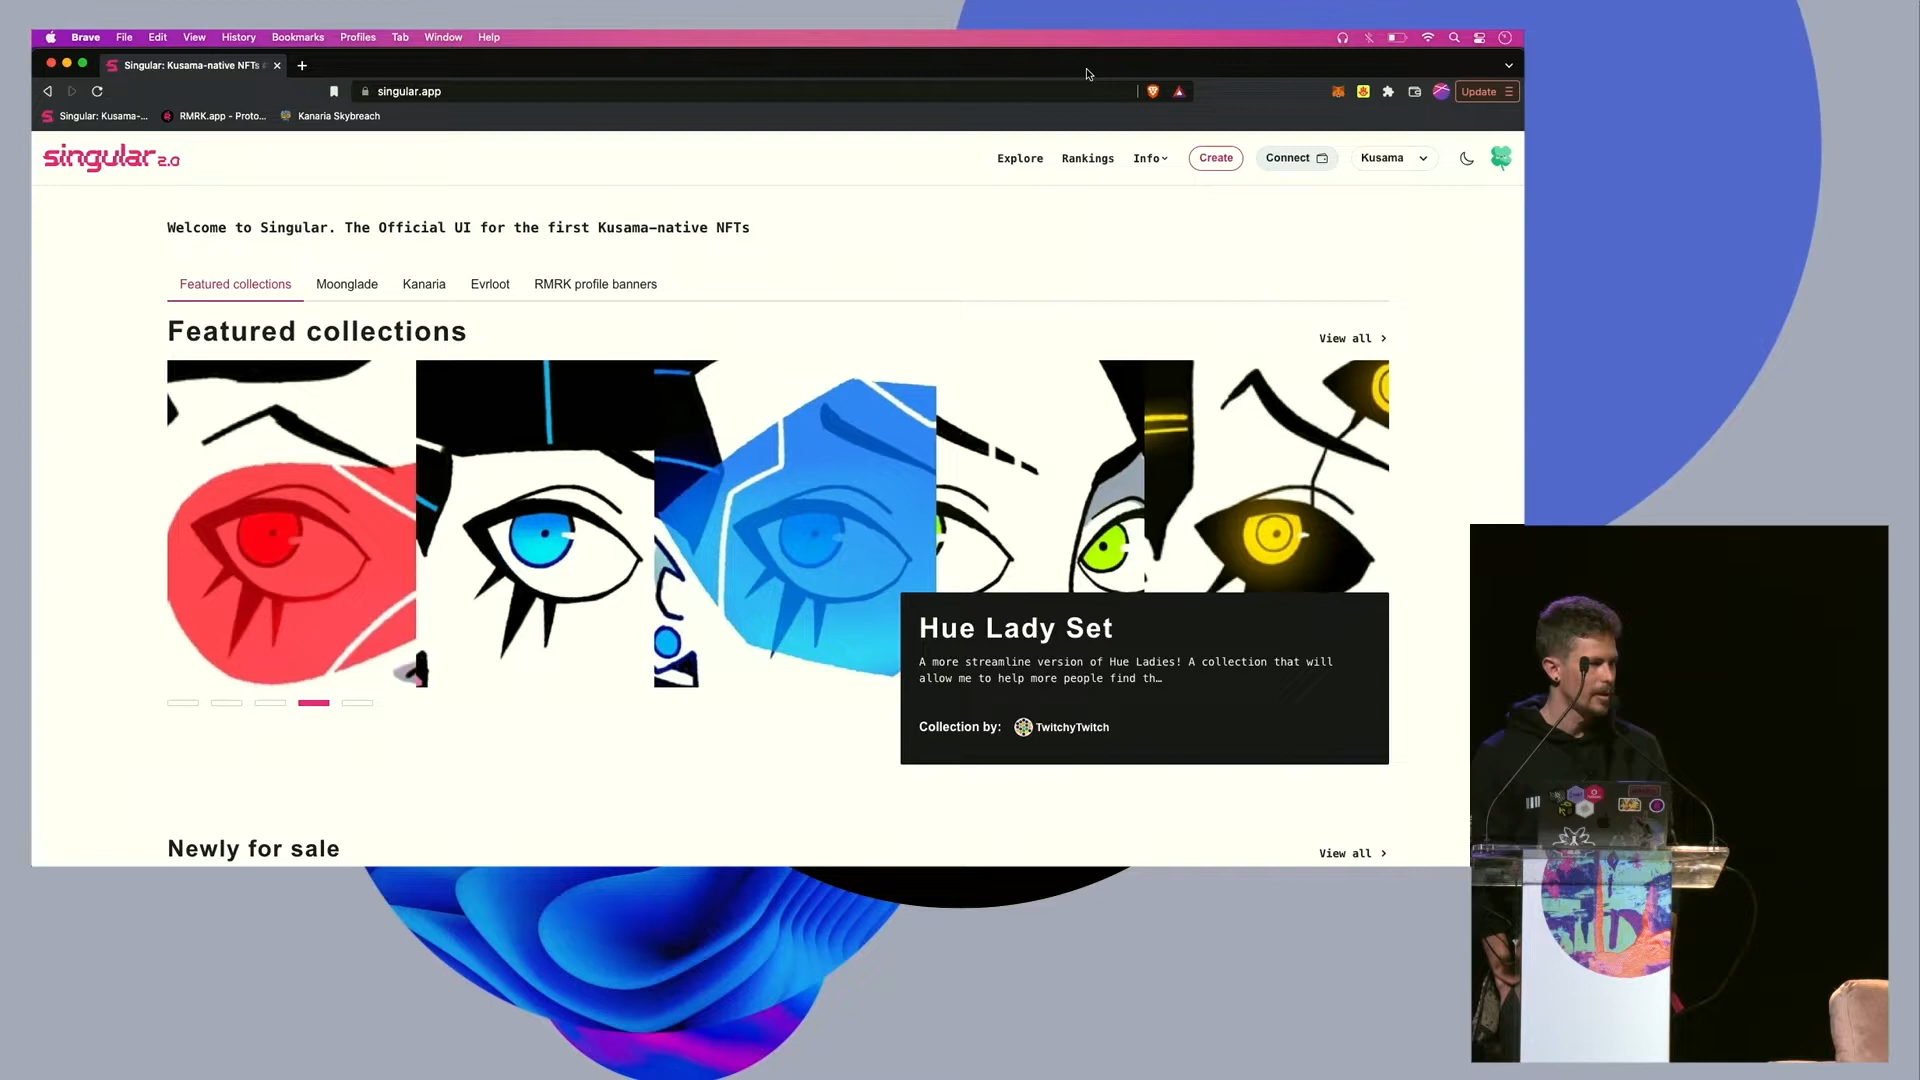 Brave File Edit View History Bookmarks Profiles Tab Window Help
Singular: Kusama-native NFTs
singular.app
Update
Singular: Kusama-... RMRK.app - Proto... Kanaria Skybreach
singular 2.0
Explore Rankings Info Create Connect Kusama
Welcome to Singular. The Official UI for the first Kusama-native NFTs
Featured collections Moonglade Kanaria Evrloot RMRK profile banners
Featured collections
View all
Hue Lady Set
A more streamline version of Hue Ladies! A collection that will
allow me to help more people find th…
Collection by: TwitchyTwitch
Newly for sale
View all